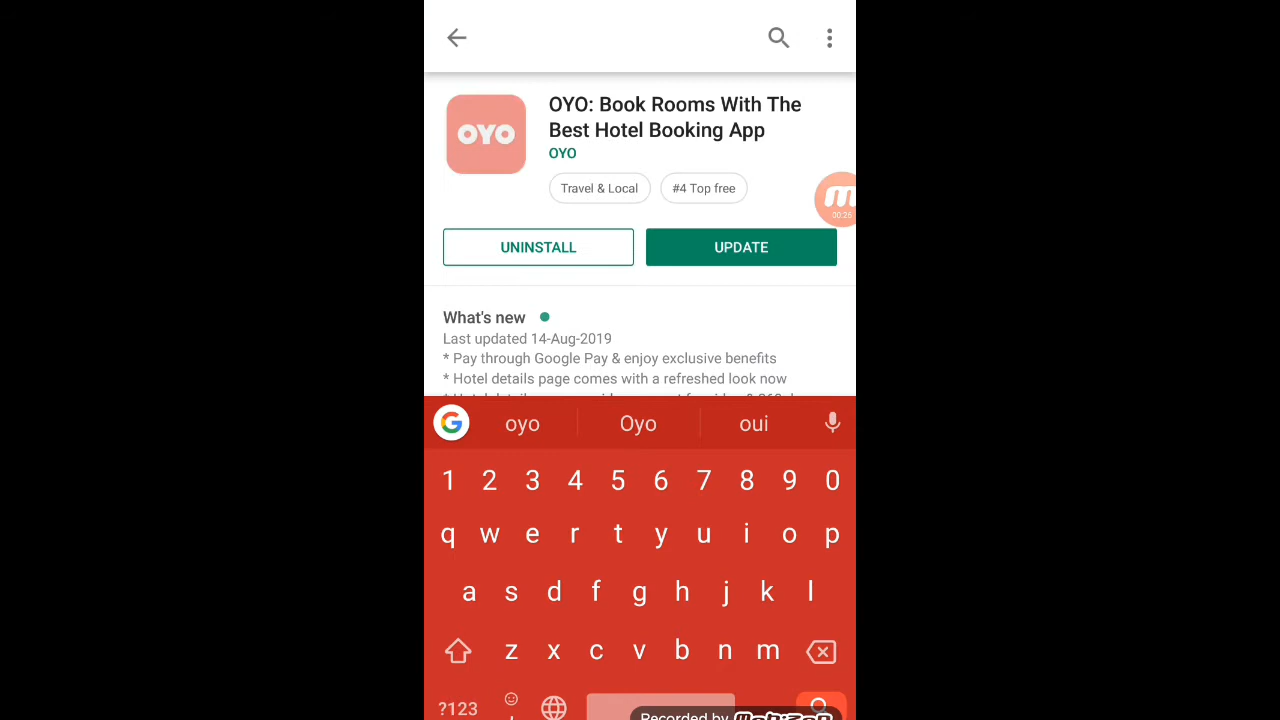 OYO: Book Rooms With The
Best Hotel Booking App
OYO
OYO
Travel & Local
#4 Top free
00:26
UNINSTALL
UPDATE
What's new
Last updated 14-Aug-2019
* Pay through Google Pay & enjoy exclusive benefits
* Hotel details page comes with a refreshed look now
oyo Oyo oui
1 2 3 4 5 6 7 8 9 0
q w e r t y u i o p
a s d f g h j k l
z x c v b n m
?123
Recorded by